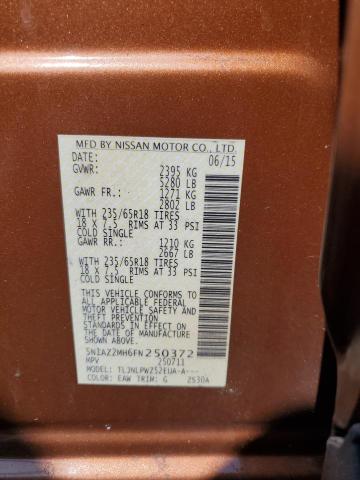 MFD BY NISSAN MOTOR CO., LTD.
DATE: 06/15
GVWR: 2395 KG
5280 LB
GAWR FR.: 1271 KG
2802 LB
WITH 235/65R18 TIRES
18 X 7.5 RIMS AT 33 PSI
COLD SINGLE
GAWR RR.: 1210 KG
2667 LB
WITH 235/65R18 TIRES
18 X 7.5 RIMS AT 33 PSI
COLD SINGLE
THIS VEHICLE CONFORMS
TO ALL APPLICABLE FEDERAL
MOTOR VEHICLE SAFETY
STANDARDS IN EFFECT ON
THE DATE OF MANUFACTURE
SHOWN ABOVE.
5N1AZ2MH6FN250372
MPV 250711
MODEL: TLJNLPWZ52EUA-A---
COLOR: EAW TRIM: G Z530A